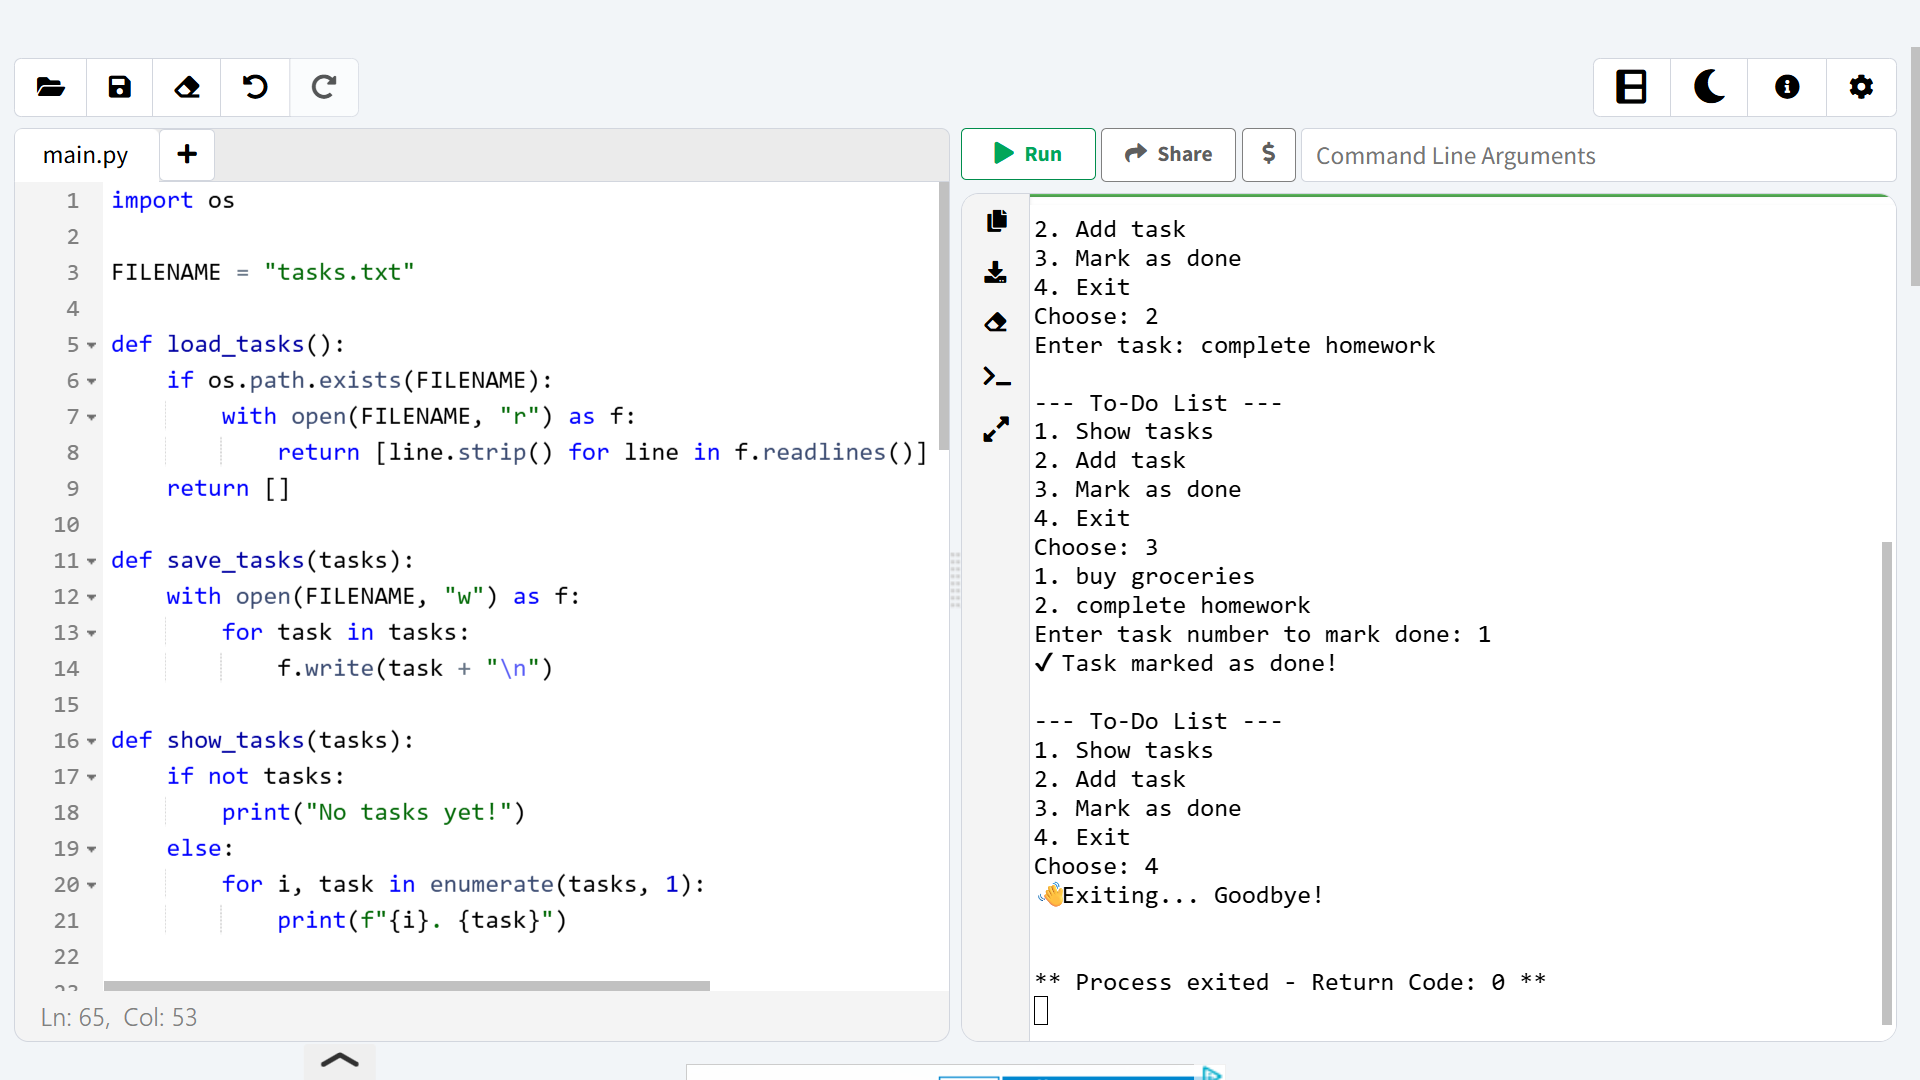 main.py
Run
Share
$
Command Line Arguments
1 import os
2
3 FILENAME = "tasks.txt"
4
5 def load_tasks():
6     if os.path.exists(FILENAME):
7         with open(FILENAME, "r") as f:
8             return [line.strip() for line in f.readlines()]
9     return []
10
11 def save_tasks(tasks):
12     with open(FILENAME, "w") as f:
13         for task in tasks:
14             f.write(task + "\n")
15
16 def show_tasks(tasks):
17     if not tasks:
18         print("No tasks yet!")
19     else:
20         for i, task in enumerate(tasks, 1):
21             print(f"{i}. {task}")
22
23
Ln: 65, Col: 53
2. Add task
3. Mark as done
4. Exit
Choose: 2
Enter task: complete homework

--- To-Do List ---
1. Show tasks
2. Add task
3. Mark as done
4. Exit
Choose: 3
1. buy groceries
2. complete homework
Enter task number to mark done: 1
✓ Task marked as done!

--- To-Do List ---
1. Show tasks
2. Add task
3. Mark as done
4. Exit
Choose: 4
👋Exiting... Goodbye!

** Process exited - Return Code: 0 **